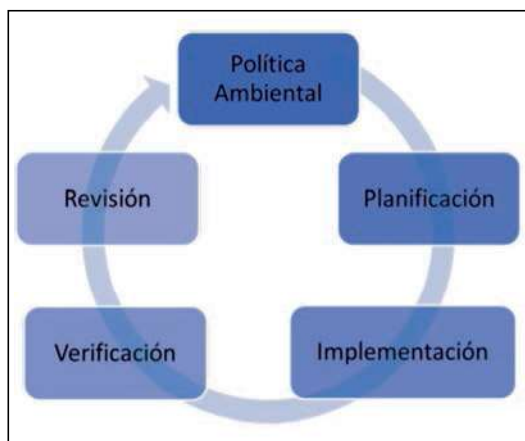 Política
Ambiental
Planificación
Implementación
Verificación
Revisión